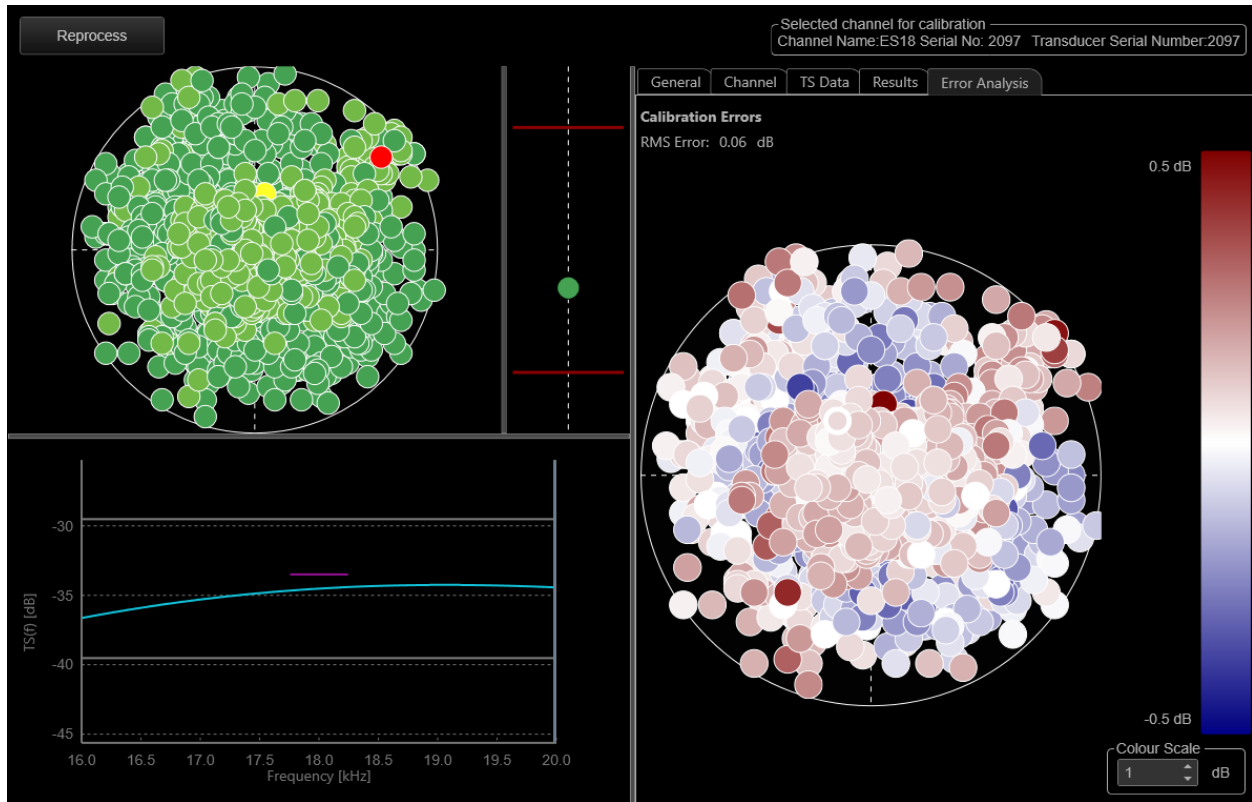 Reprocess
Selected channel for calibration
Channel Name:ES18 Serial No: 2097 Transducer Serial Number:2097
General Channel TS Data Results Error Analysis
Calibration Errors
RMS Error: 0.06 dB
0.5 dB
-0.5 dB
Colour Scale
1 dB
TS(f) [dB]
-30
-35
-40
-45
16.0 16.5 17.0 17.5 18.0 18.5 19.0 19.5 20.0
Frequency [kHz]